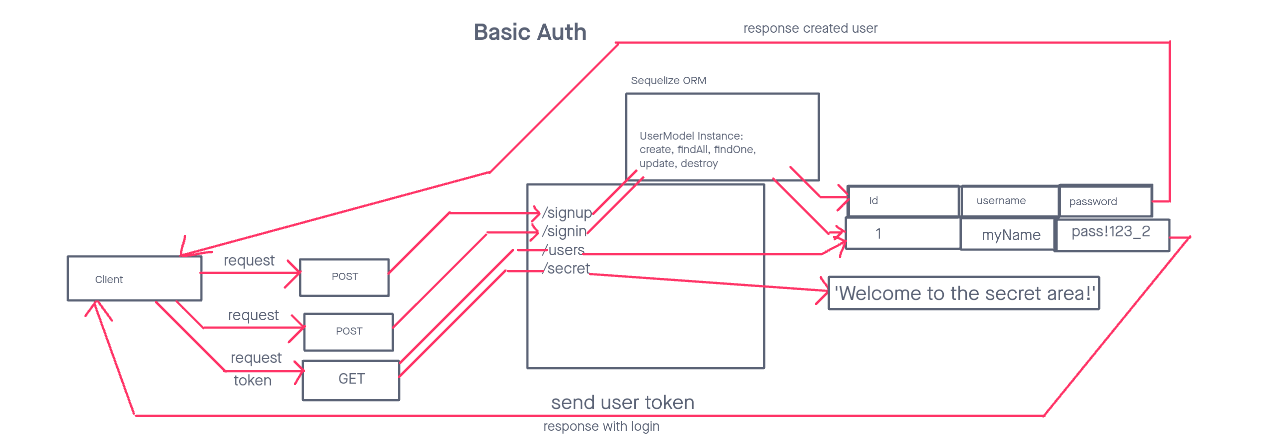 Basic Auth
response created user
Sequelize ORM
UserModel Instance:
create, findAll, findOne,
update, destroy
/signup
/signin
/users
/secret
Id
username
password
1
myName
pass!123_2
'Welcome to the secret area!'
Client
request
POST
request
POST
request
token
GET
send user token
response with login